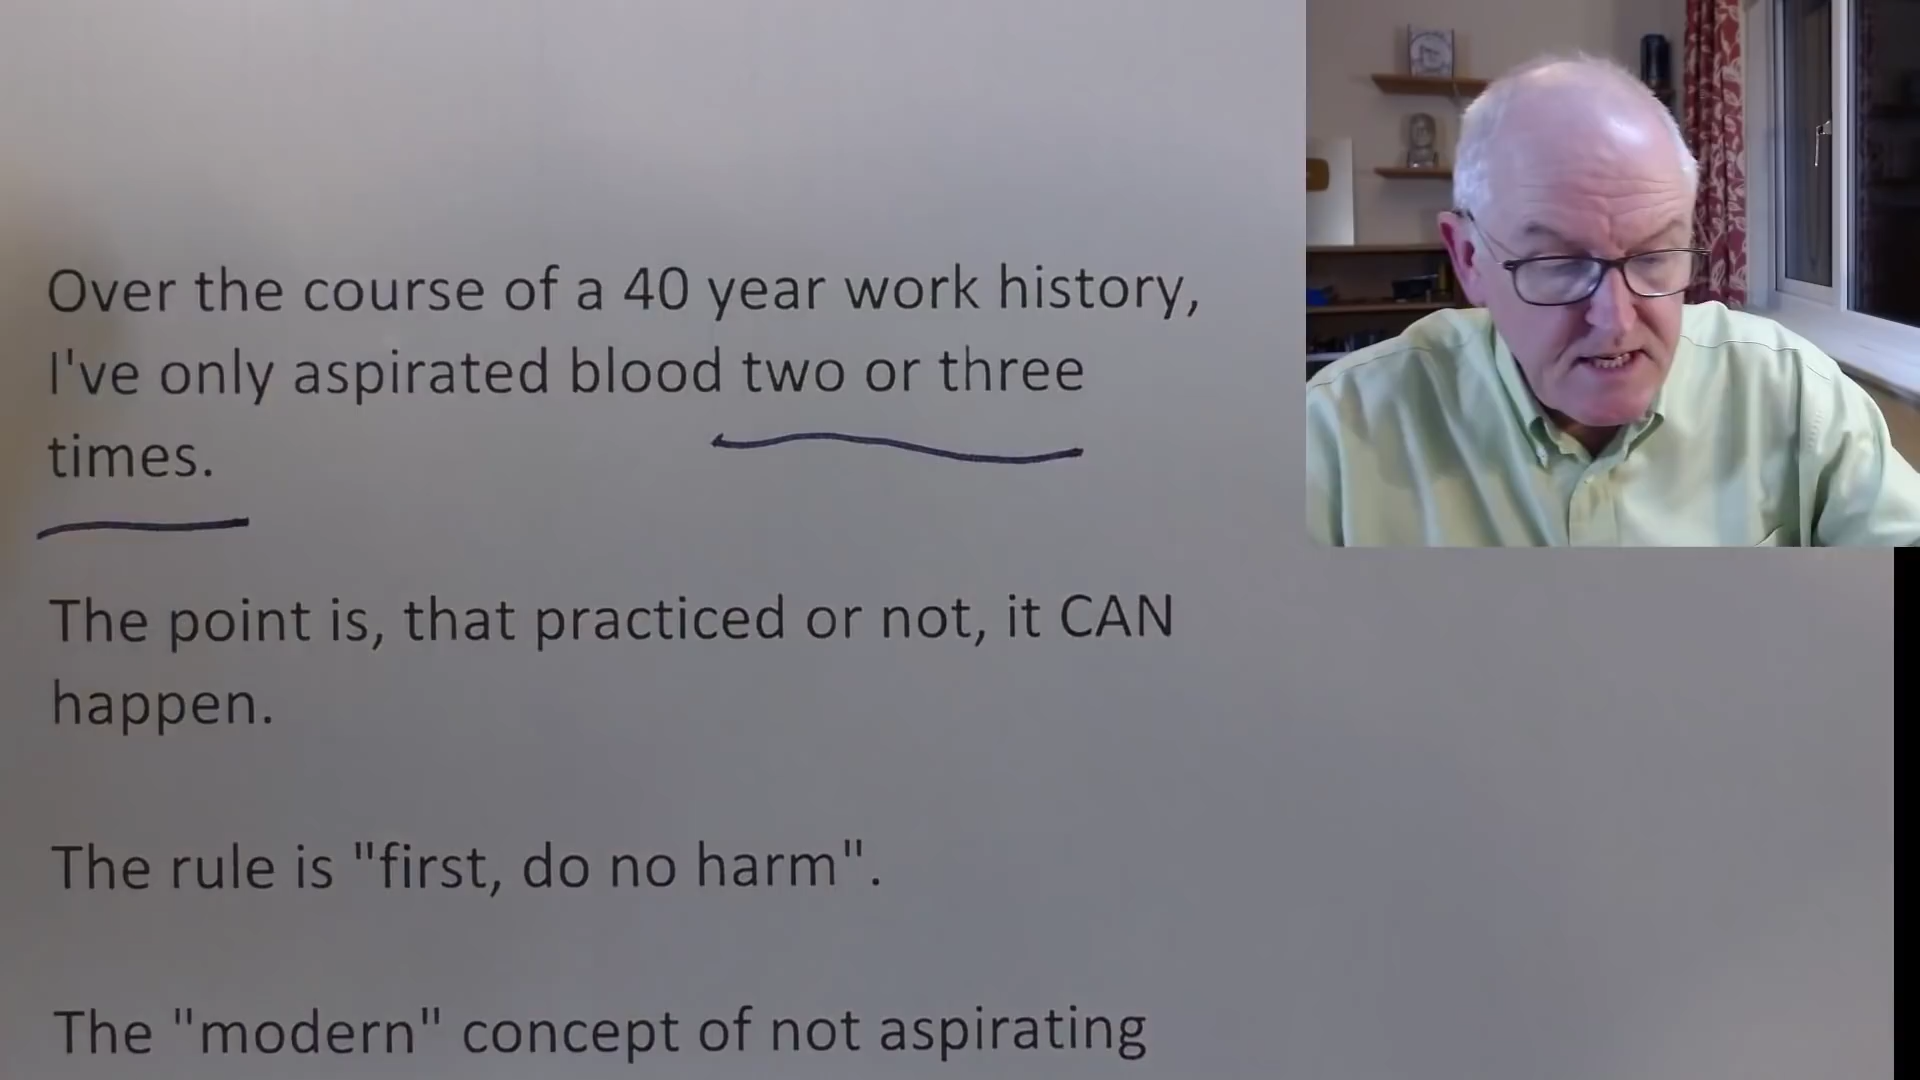 Over the course of a 40 year work history,
I've only aspirated blood two or three
times.
The point is, that practiced or not, it CAN
happen.
The rule is "first, do no harm".
The "modern" concept of not aspirating